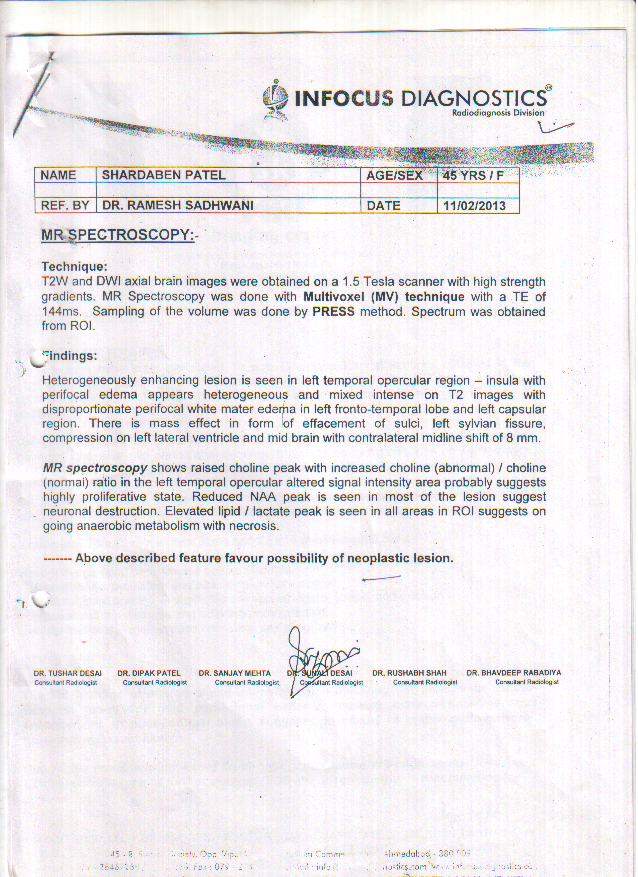 INFOCUS DIAGNOSTICS
Radiodiagnosis Division
NAME SHARDABEN PATEL AGE/SEX 45 YRS / F
REF. BY DR. RAMESH SADHWANI DATE 11/02/2013
MR SPECTROSCOPY:-
Technique:
T2W and DWI axial brain images were obtained on a 1.5 Tesla scanner with high strength
gradients. MR Spectroscopy was done with Multivoxel (MV) technique with a TE of
144ms. Sampling of the volume was done by PRESS method. Spectrum was obtained
from ROI.
Findings:
Heterogeneously enhancing lesion is seen in left temporal opercular region – insula with
perifocal edema appears heterogeneous and mixed intense on T2 images with
disproportionate perifocal white mater edema in left fronto-temporal lobe and left capsular
region. There is mass effect in form of effacement of sulci, left sylvian fissure,
compression on left lateral ventricle and mid brain with contralateral midline shift of 8 mm.
MR spectroscopy shows raised choline peak with increased choline (abnormal) / choline
(normal) ratio in the left temporal opercular altered signal intensity area probably suggests
highly proliferative state. Reduced NAA peak is seen in most of the lesion suggest
neuronal destruction. Elevated lipid / lactate peak is seen in all areas in ROI suggests on
going anaerobic metabolism with necrosis.
------- Above described feature favour possibility of neoplastic lesion.
DR. TUSHAR DESAI DR. DIPAK PATEL DR. SANJAY MEHTA DR. SONALI DESAI DR. RUSHABH SHAH DR. BHAVDEEP RABADIYA
Consultant Radiologist Consultant Radiologist Consultant Radiologist Consultant Radiologist Consultant Radiologist Consultant Radiologist